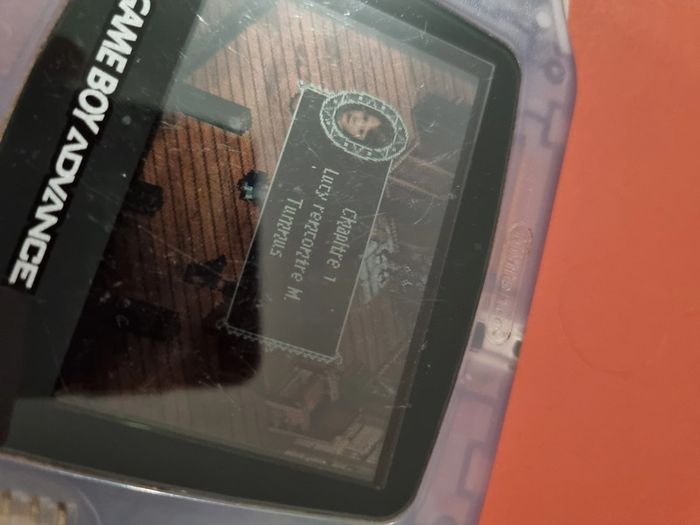 Chapitre 1
Lucy rencontre M.
Tumnus
GAME BOY ADVANCE